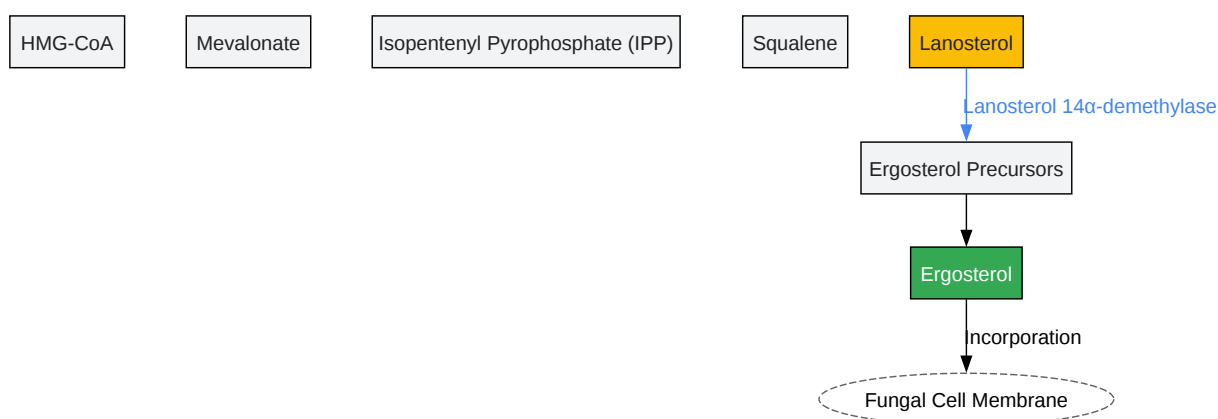 HMG-CoA
Mevalonate
Isopentenyl Pyrophosphate (IPP)
Squalene
Lanosterol
Lanosterol 14α-demethylase
Ergosterol Precursors
Ergosterol
Incorporation
Fungal Cell Membrane